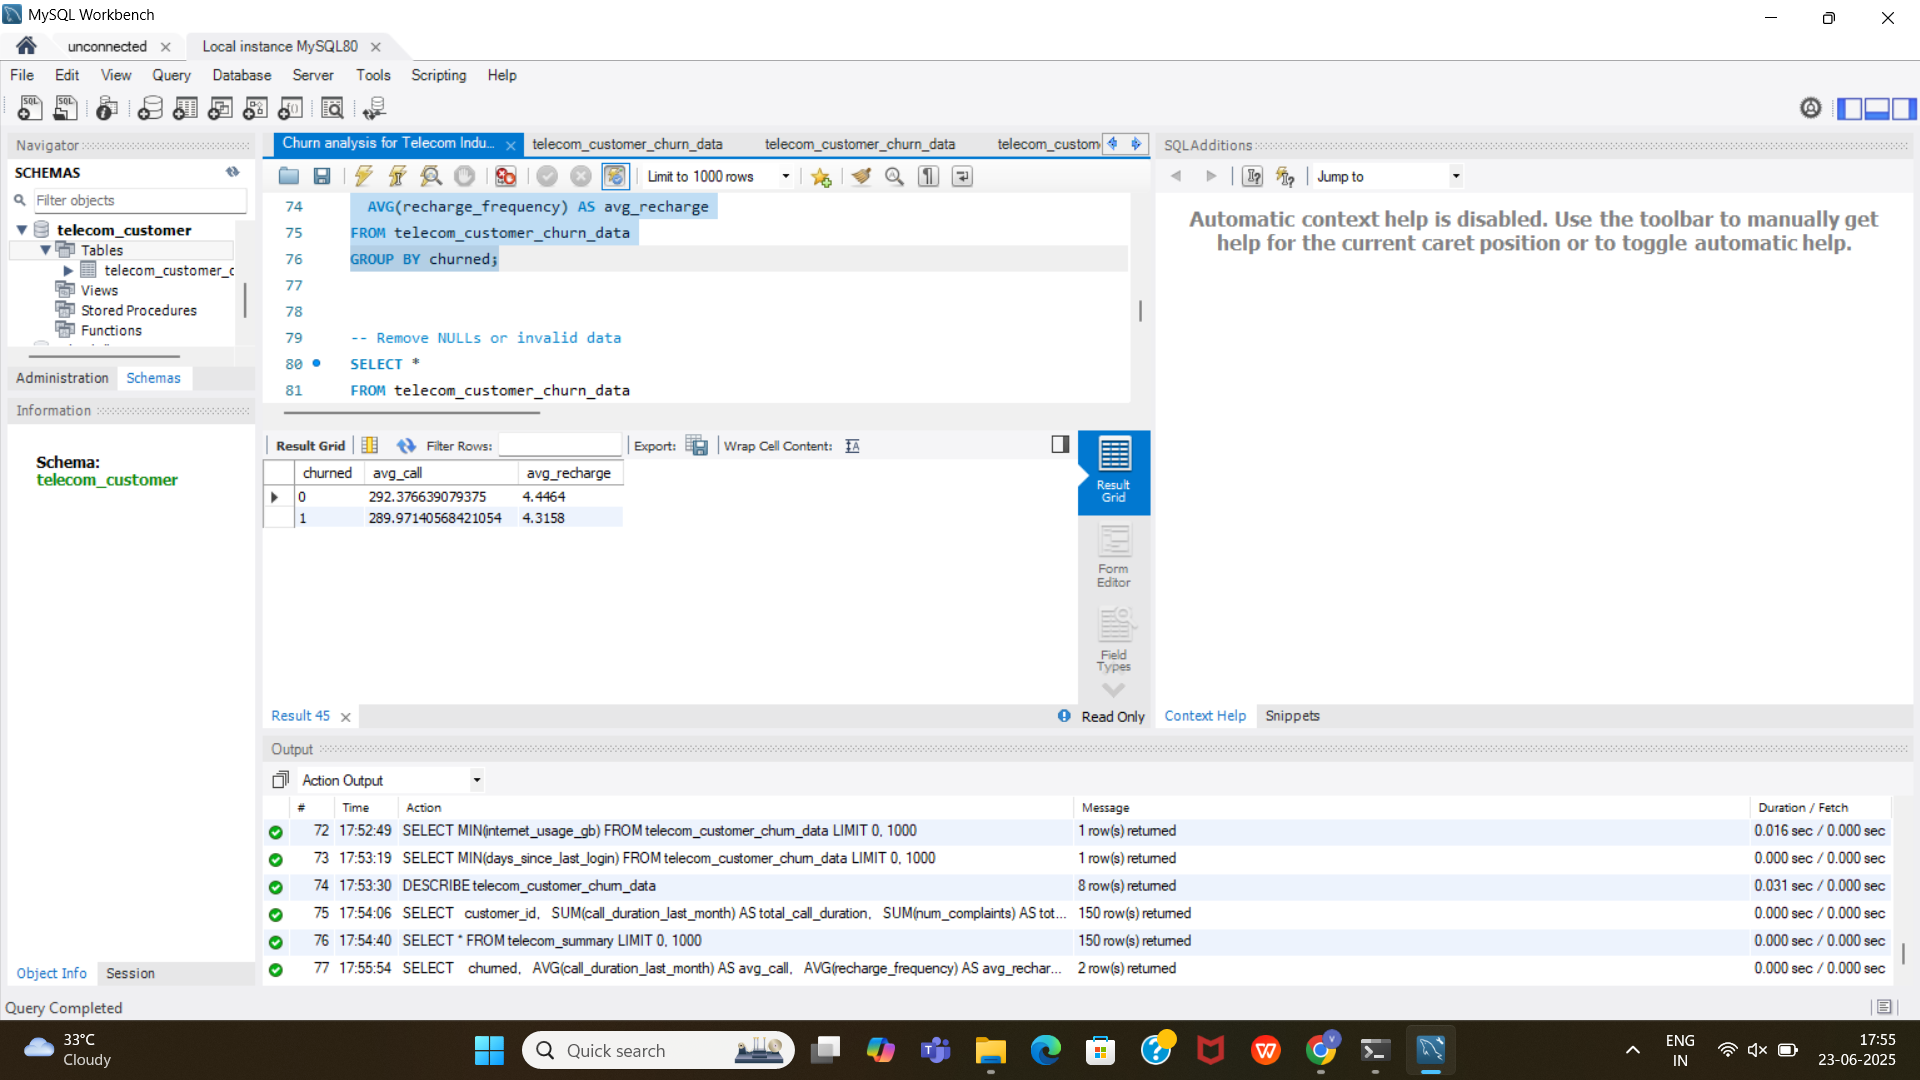 MySQL Workbench
unconnected
Local instance MySQL80
File Edit View Query Database Server Tools Scripting Help
Navigator
SCHEMAS
Filter objects
telecom_customer
Tables
telecom_customer_c
Views
Stored Procedures
Functions
Administration Schemas
Information
Schema:
telecom_customer
Object Info Session
Churn analysis for Telecom Indu...
telecom_customer_churn_data
telecom_customer_churn_data
telecom_custom
Limit to 1000 rows
74 AVG(recharge_frequency) AS avg_recharge
75 FROM telecom_customer_churn_data
76 GROUP BY churned;
77
78
79 -- Remove NULLs or invalid data
80 SELECT *
81 FROM telecom_customer_churn_data
Result Grid Filter Rows: Export: Wrap Cell Content:
churned avg_call avg_recharge
0 292.376639079375 4.4464
1 289.97140568421054 4.3158
Result Grid
Form Editor
Field Types
Result 45
Read Only
SQLAdditions
Jump to
Automatic context help is disabled. Use the toolbar to manually get
help for the current caret position or to toggle automatic help.
Context Help Snippets
Output
Action Output
# Time Action Message Duration / Fetch
72 17:52:49 SELECT MIN(internet_usage_gb) FROM telecom_customer_churn_data LIMIT 0, 1000 1 row(s) returned 0.016 sec / 0.000 sec
73 17:53:19 SELECT MIN(days_since_last_login) FROM telecom_customer_churn_data LIMIT 0, 1000 1 row(s) returned 0.000 sec / 0.000 sec
74 17:53:30 DESCRIBE telecom_customer_churn_data 8 row(s) returned 0.031 sec / 0.000 sec
75 17:54:06 SELECT customer_id, SUM(call_duration_last_month) AS total_call_duration, SUM(num_complaints) AS tot... 150 row(s) returned 0.000 sec / 0.000 sec
76 17:54:40 SELECT * FROM telecom_summary LIMIT 0, 1000 150 row(s) returned 0.000 sec / 0.000 sec
77 17:55:54 SELECT churned, AVG(call_duration_last_month) AS avg_call, AVG(recharge_frequency) AS avg_rechar... 2 row(s) returned 0.000 sec / 0.000 sec
Query Completed
33°C
Cloudy
Quick search
ENG
IN
17:55
23-06-2025